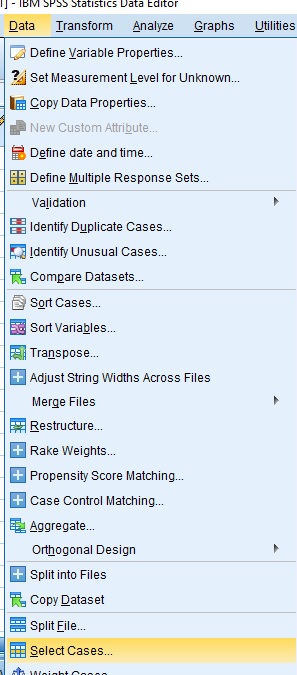 1] - IBM SPSS Statistics Data Editor
Data Transform Analyze Graphs Utilities
Define Variable Properties...
Set Measurement Level for Unknown...
Copy Data Properties...
New Custom Attribute...
Define date and time...
Define Multiple Response Sets...
Validation
Identify Duplicate Cases...
Identify Unusual Cases...
Compare Datasets...
Sort Cases...
Sort Variables...
Transpose...
Adjust String Widths Across Files
Merge Files
Restructure...
Rake Weights...
Propensity Score Matching...
Case Control Matching...
Aggregate...
Orthogonal Design
Split into Files
Copy Dataset
Split File...
Select Cases...
Weight Cases...